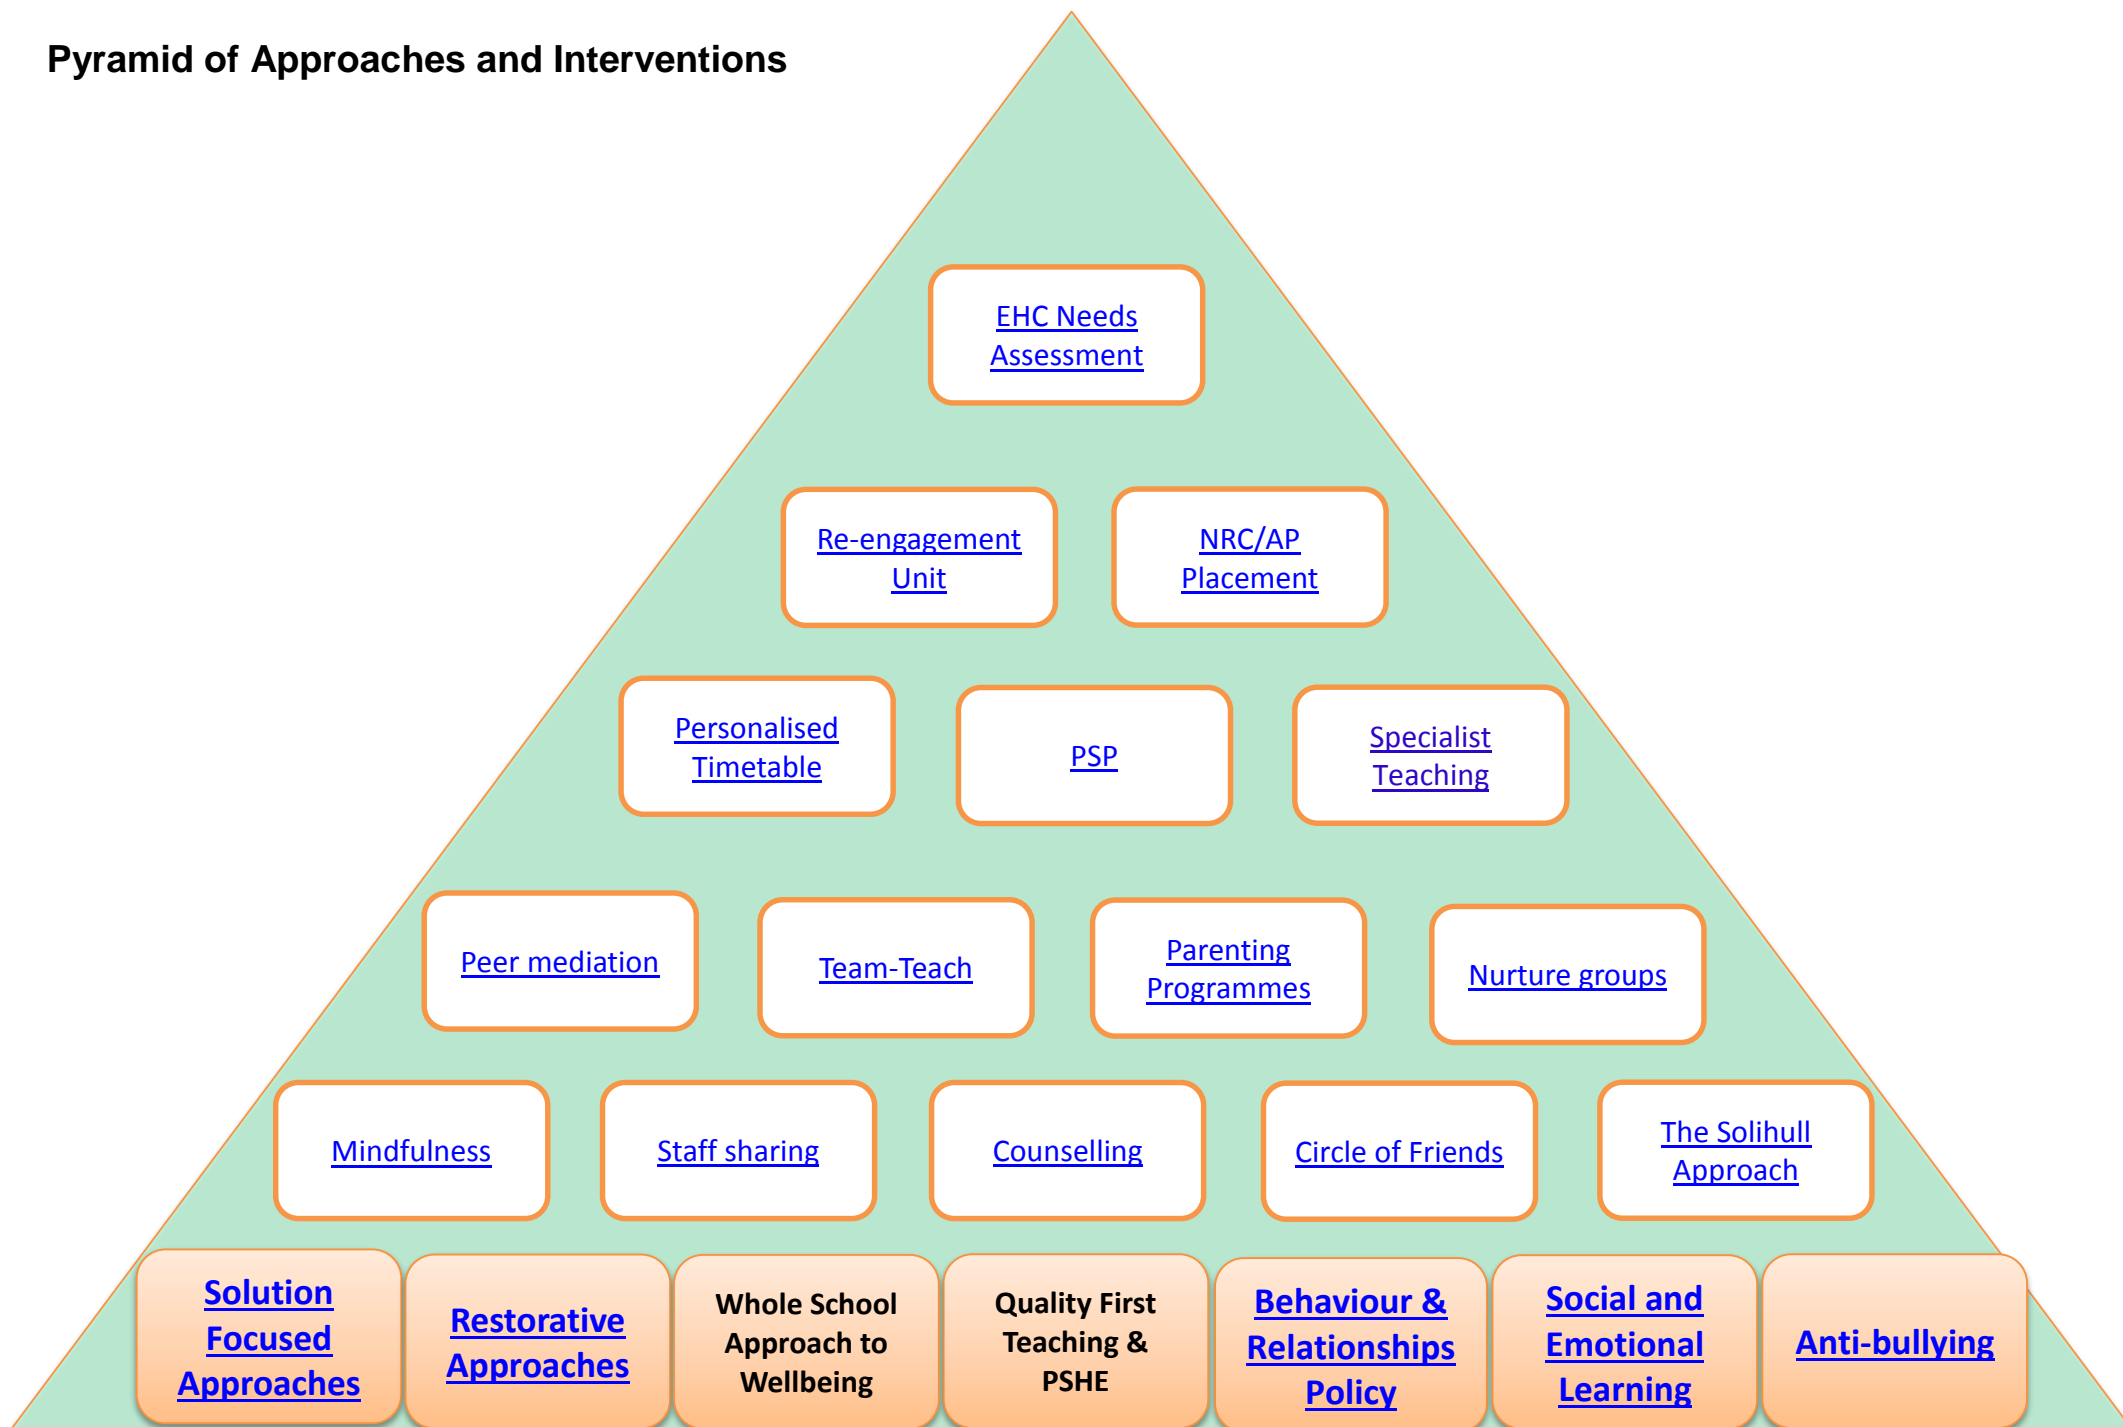 Pyramid of Approaches and Interventions
EHC Needs
Assessment
Re-engagement
Unit
NRC/AP
Placement
Personalised
Timetable
PSP
Specialist
Teaching
Peer mediation
Team-Teach
Parenting
Programmes
Nurture groups
Mindfulness
Staff sharing
Counselling
Circle of Friends
The Solihull
Approach
Solution
Focused
Approaches
Restorative
Approaches
Whole School
Approach to
Wellbeing
Quality First
Teaching &
PSHE
Behaviour &
Relationships
Policy
Social and
Emotional
Learning
Anti-bullying